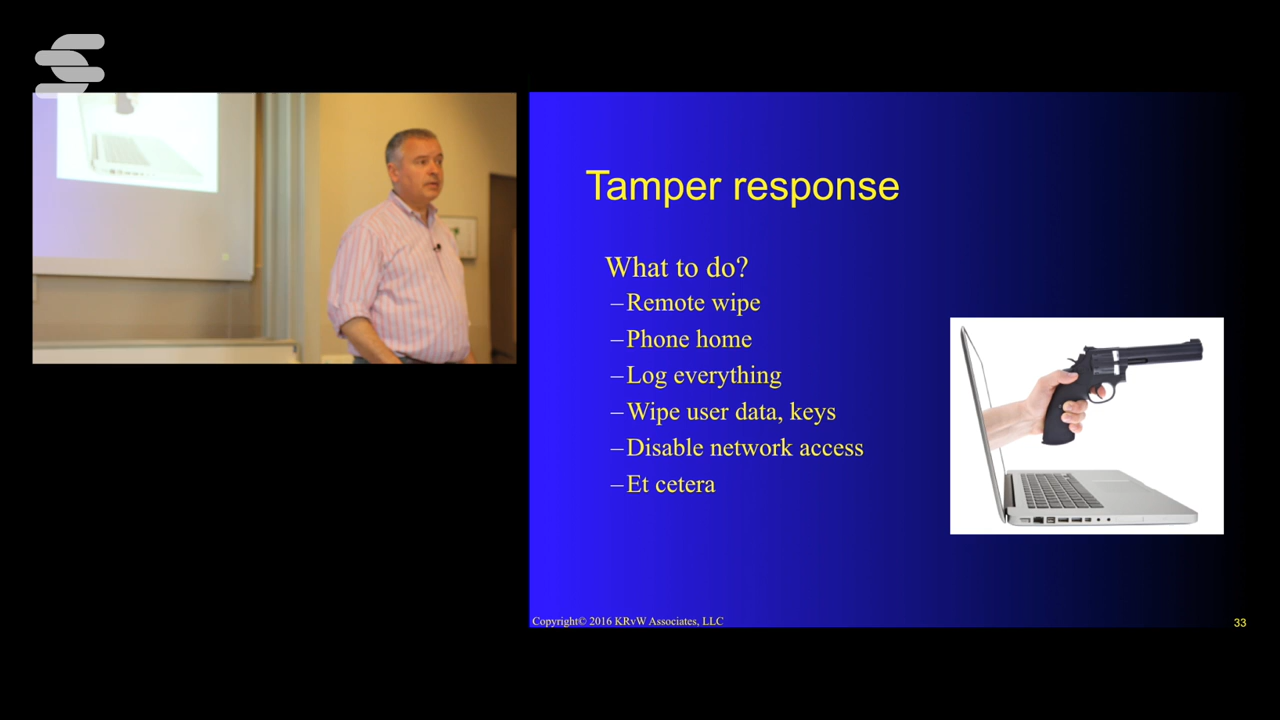 Tamper response
What to do?
–Remote wipe
–Phone home
–Log everything
–Wipe user data, keys
–Disable network access
–Et cetera
Copyright© 2016 KRvW Associates, LLC
33